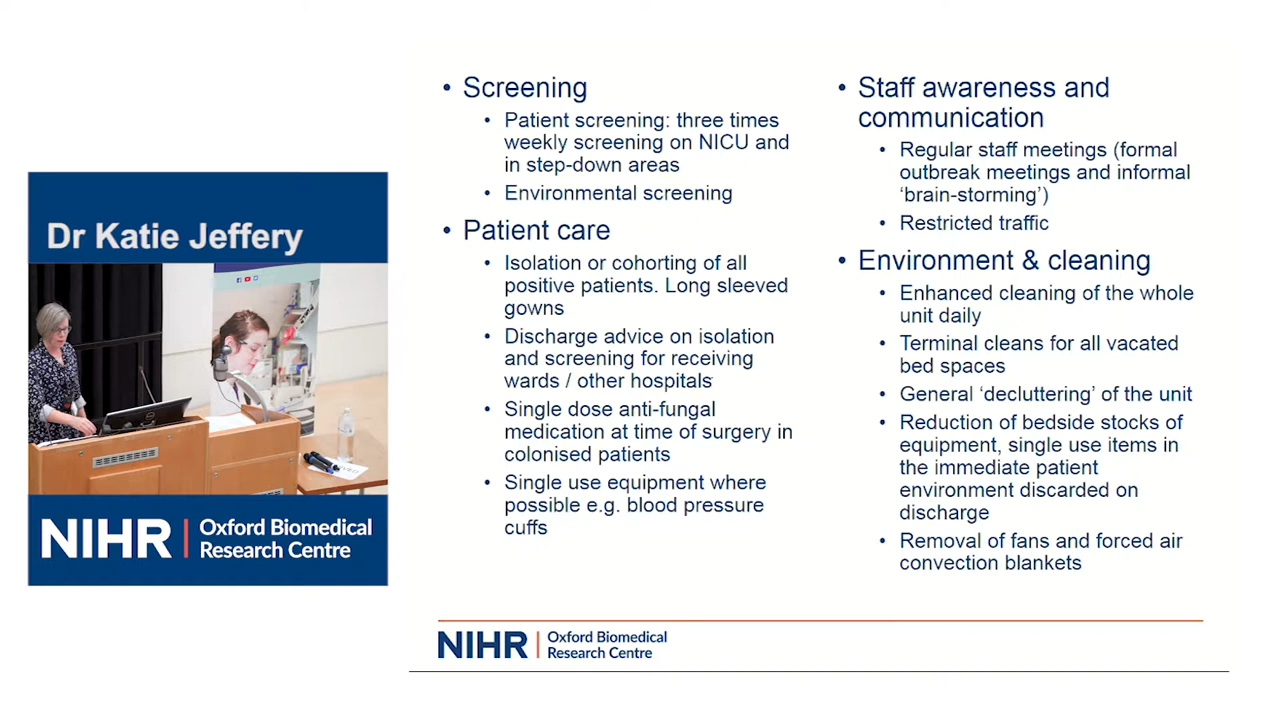 Dr Katie Jeffery
NIHR | Oxford Biomedical
Research Centre
• Screening
• Patient screening: three times
weekly screening on NICU and
in step-down areas
• Environmental screening
• Patient care
• Isolation or cohorting of all
positive patients. Long sleeved
gowns
• Discharge advice on isolation
and screening for receiving
wards / other hospitals
• Single dose anti-fungal
medication at time of surgery in
colonised patients
• Single use equipment where
possible e.g. blood pressure
cuffs
• Staff awareness and
communication
• Regular staff meetings (formal
outbreak meetings and informal
‘brain-storming’)
• Restricted traffic
• Environment & cleaning
• Enhanced cleaning of the whole
unit daily
• Terminal cleans for all vacated
bed spaces
• General ‘decluttering’ of the unit
• Reduction of bedside stocks of
equipment, single use items in
the immediate patient
environment discarded on
discharge
• Removal of fans and forced air
convection blankets
NIHR | Oxford Biomedical
Research Centre